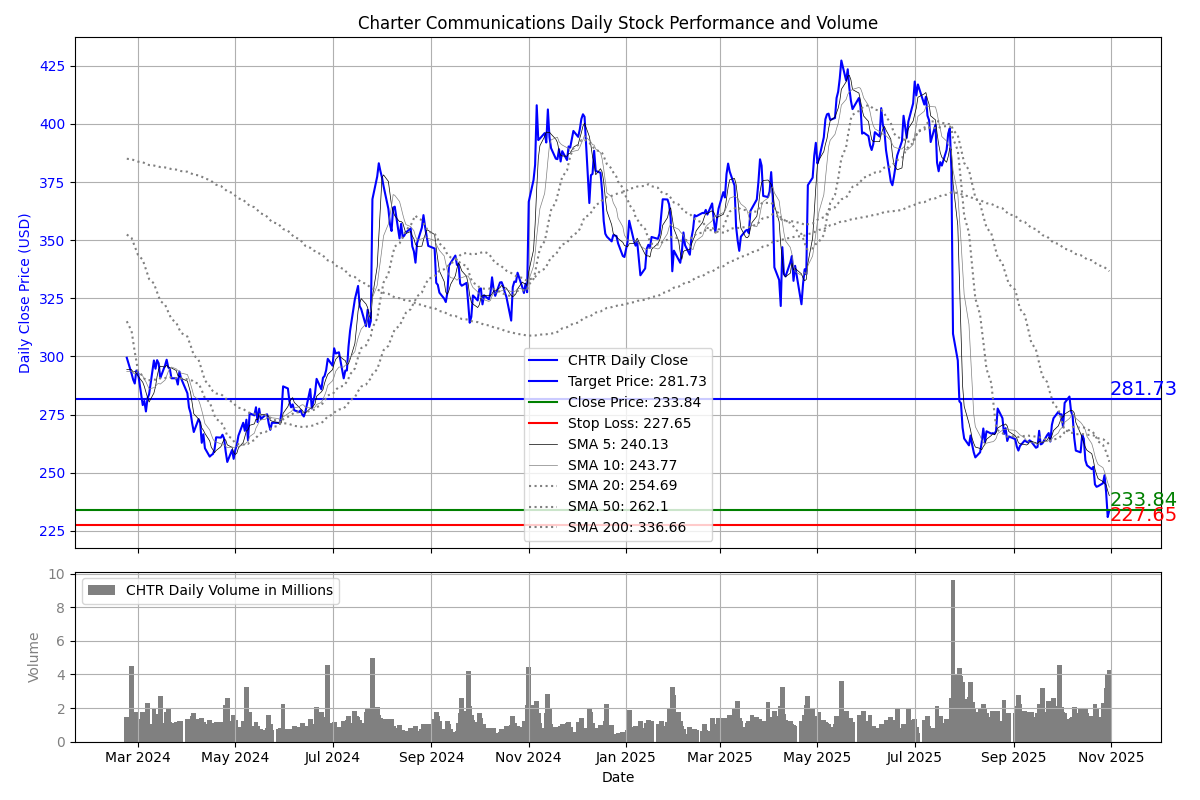 Charter Communications Daily Stock Performance and Volume
Daily Close Price (USD)
425
400
375
350
325
300
275
250
225
281.73
233.84
227.65
CHTR Daily Close
Target Price: 281.73
Close Price: 233.84
Stop Loss: 227.65
SMA 5: 240.13
SMA 10: 243.77
SMA 20: 254.69
SMA 50: 262.1
SMA 200: 336.66
Volume
10
8
6
4
2
0
CHTR Daily Volume in Millions
Mar 2024 May 2024 Jul 2024 Sep 2024 Nov 2024 Jan 2025 Mar 2025 May 2025 Jul 2025 Sep 2025 Nov 2025
Date